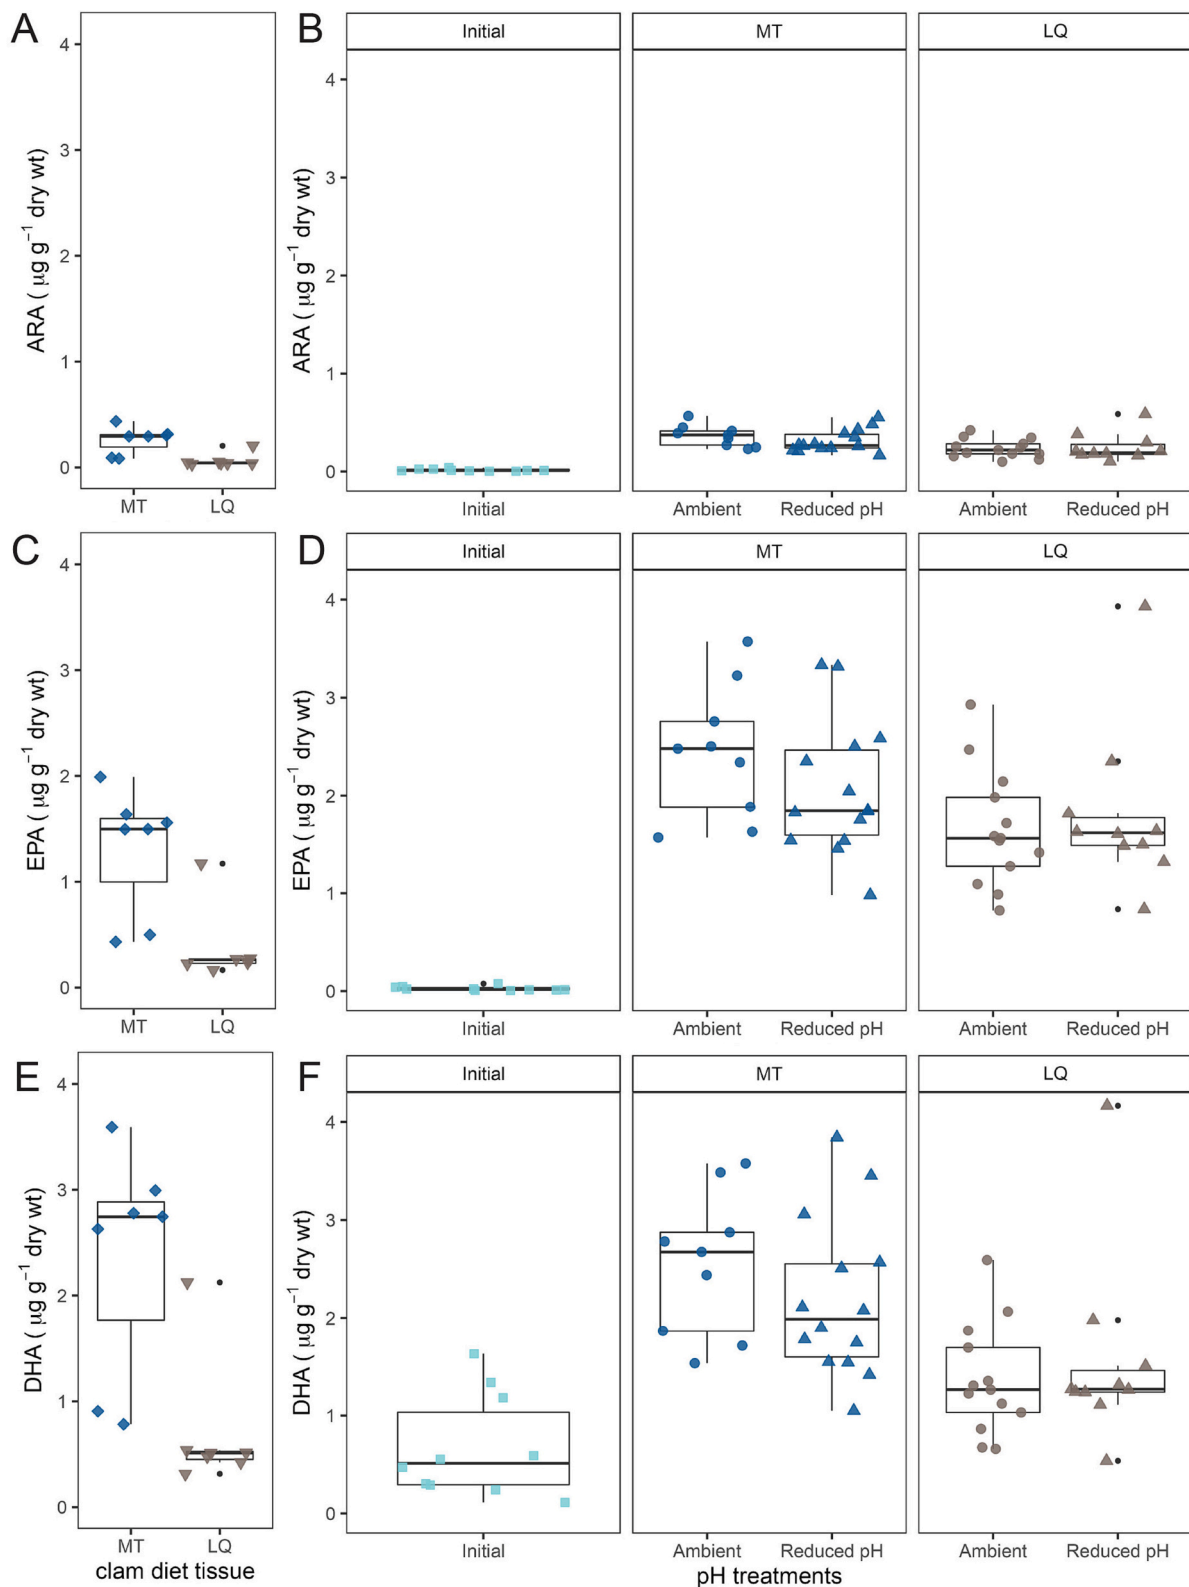 A
B
Initial
MT
LQ
ARA ( µg g⁻¹ dry wt)
4
3
2
1
0
MT
LQ
ARA ( µg g⁻¹ dry wt)
4
3
2
1
0
Initial
Ambient
Reduced pH
Ambient
Reduced pH
C
D
Initial
MT
LQ
EPA ( µg g⁻¹ dry wt)
4
3
2
1
0
MT
LQ
EPA ( µg g⁻¹ dry wt)
4
3
2
1
0
Initial
Ambient
Reduced pH
Ambient
Reduced pH
E
F
Initial
MT
LQ
DHA ( µg g⁻¹ dry wt)
4
3
2
1
0
MT
LQ
clam diet tissue
DHA ( µg g⁻¹ dry wt)
4
3
2
1
0
Initial
Ambient
Reduced pH
Ambient
Reduced pH
pH treatments